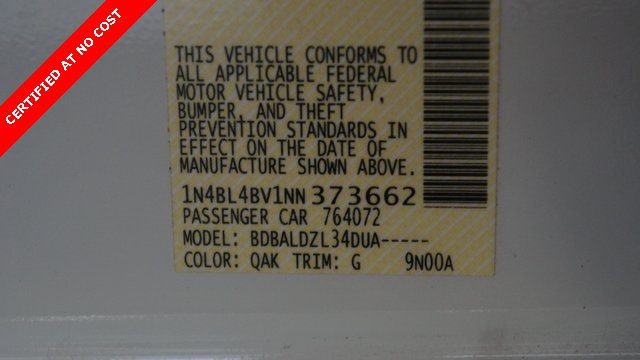 CERTIFIED AT NO COST
THIS VEHICLE CONFORMS TO
ALL APPLICABLE FEDERAL
MOTOR VEHICLE SAFETY,
BUMPER, AND THEFT
PREVENTION STANDARDS IN
EFFECT ON THE DATE OF
MANUFACTURE SHOWN ABOVE.
1N4BL4BV1NN373662
PASSENGER CAR 764072
MODEL: BDBALDZL34DUA-----
COLOR: QAK TRIM: G 9N00A